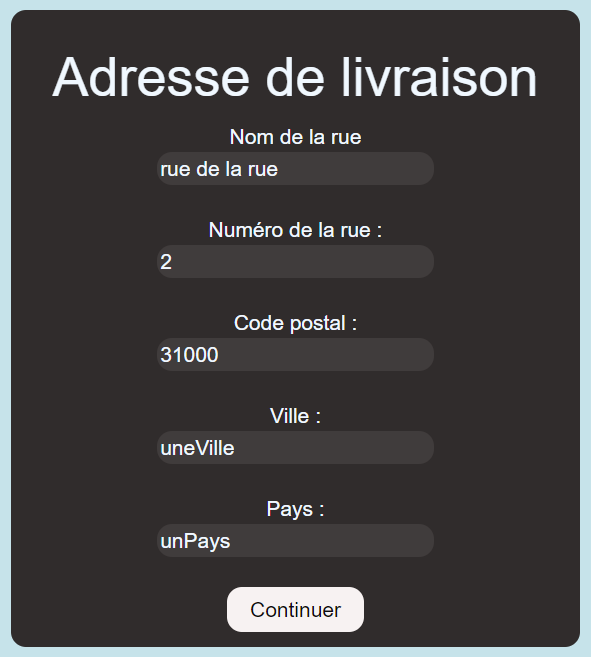 Adresse de livraison
Nom de la rue
rue de la rue
Numéro de la rue :
2
Code postal :
31000
Ville :
uneVille
Pays :
unPays
Continuer